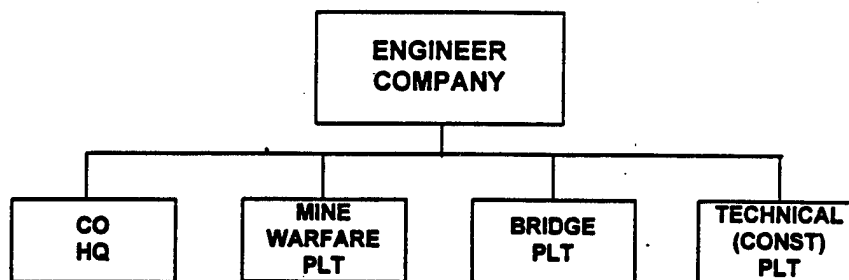 ENGINEER
COMPANY
CO
HQ
MINE
WARFARE
PLT
BRIDGE
PLT
TECHNICAL
(CONST)
PLT